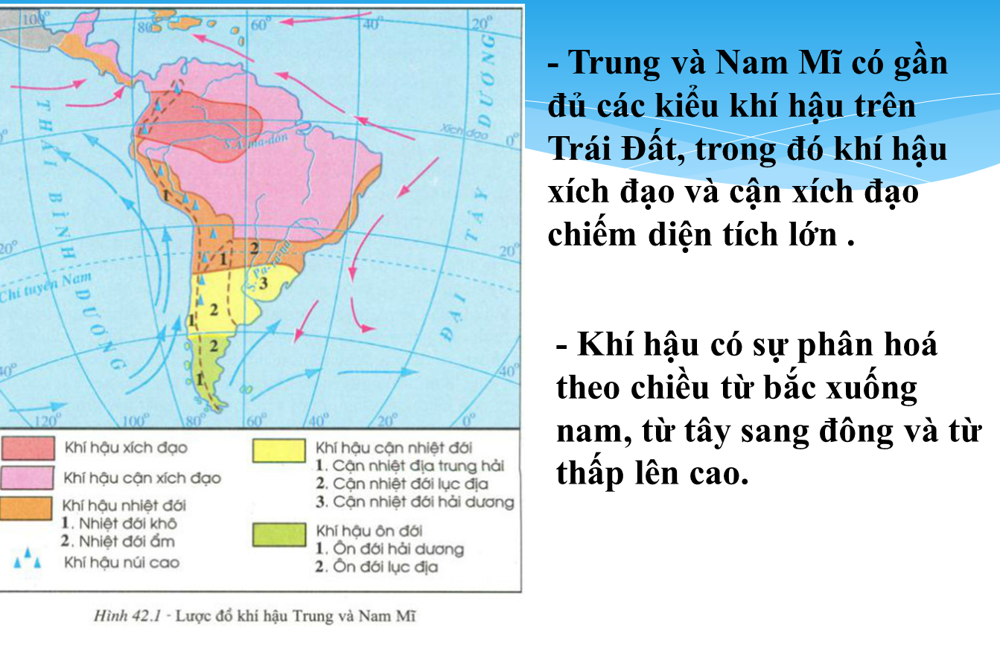 100°
80°
60°
40°
20°
THÁI BÌNH DƯƠNG
ĐẠI TÂY DƯƠNG
Xích đạo
0°
0°
S. A-ma-dôn
1
20°
2
1
20°
S. Pa-ra-na
Chí tuyến Nam
3
2
1
2
40°
1
40°
120°
100°
80°
60°
40°
20°
0°
Khí hậu xích đạo
Khí hậu cận xích đạo
Khí hậu nhiệt đới
1. Nhiệt đới khô
2. Nhiệt đới ẩm
Khí hậu núi cao
Khí hậu cận nhiệt đới
1. Cận nhiệt địa trung hải
2. Cận nhiệt đới lục địa
3. Cận nhiệt đới hải dương
Khí hậu ôn đới
1. Ôn đới hải dương
2. Ôn đới lục địa
Hình 42.1 - Lược đồ khí hậu Trung và Nam Mĩ
- Trung và Nam Mĩ có gần
đủ các kiểu khí hậu trên
Trái Đất, trong đó khí hậu
xích đạo và cận xích đạo
chiếm diện tích lớn .
- Khí hậu có sự phân hoá
theo chiều từ bắc xuống
nam, từ tây sang đông và từ
thấp lên cao.